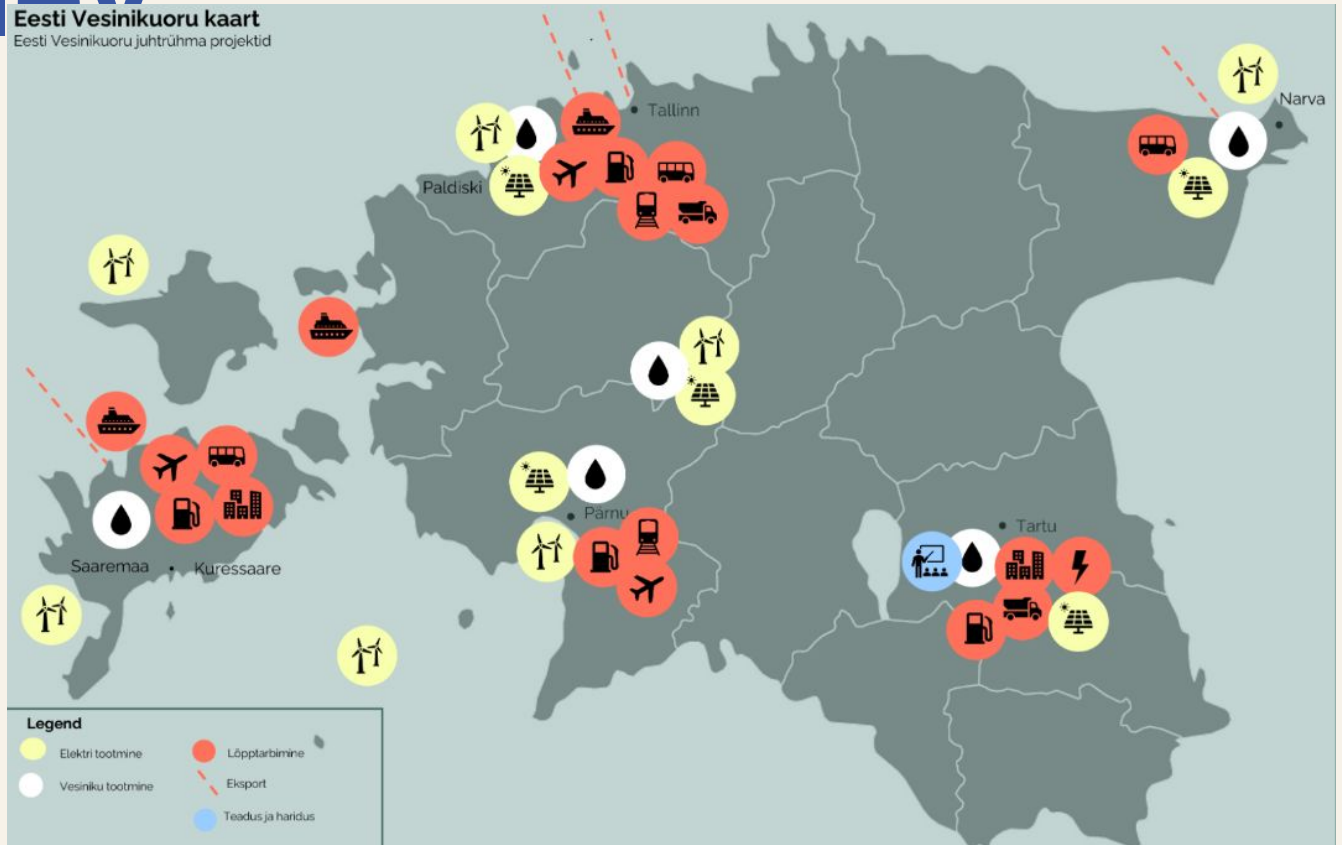 Eesti Vesinikuoru kaart
Eesti Vesinikuoru juhtrühma projektid
Tallinn
Narva
Paldiski
Pärnu
Tartu
Saaremaa
Kuressaare
Legend
Elektri tootmine
Lõpptarbimine
Vesiniku tootmine
Eksport
Teadus ja haridus